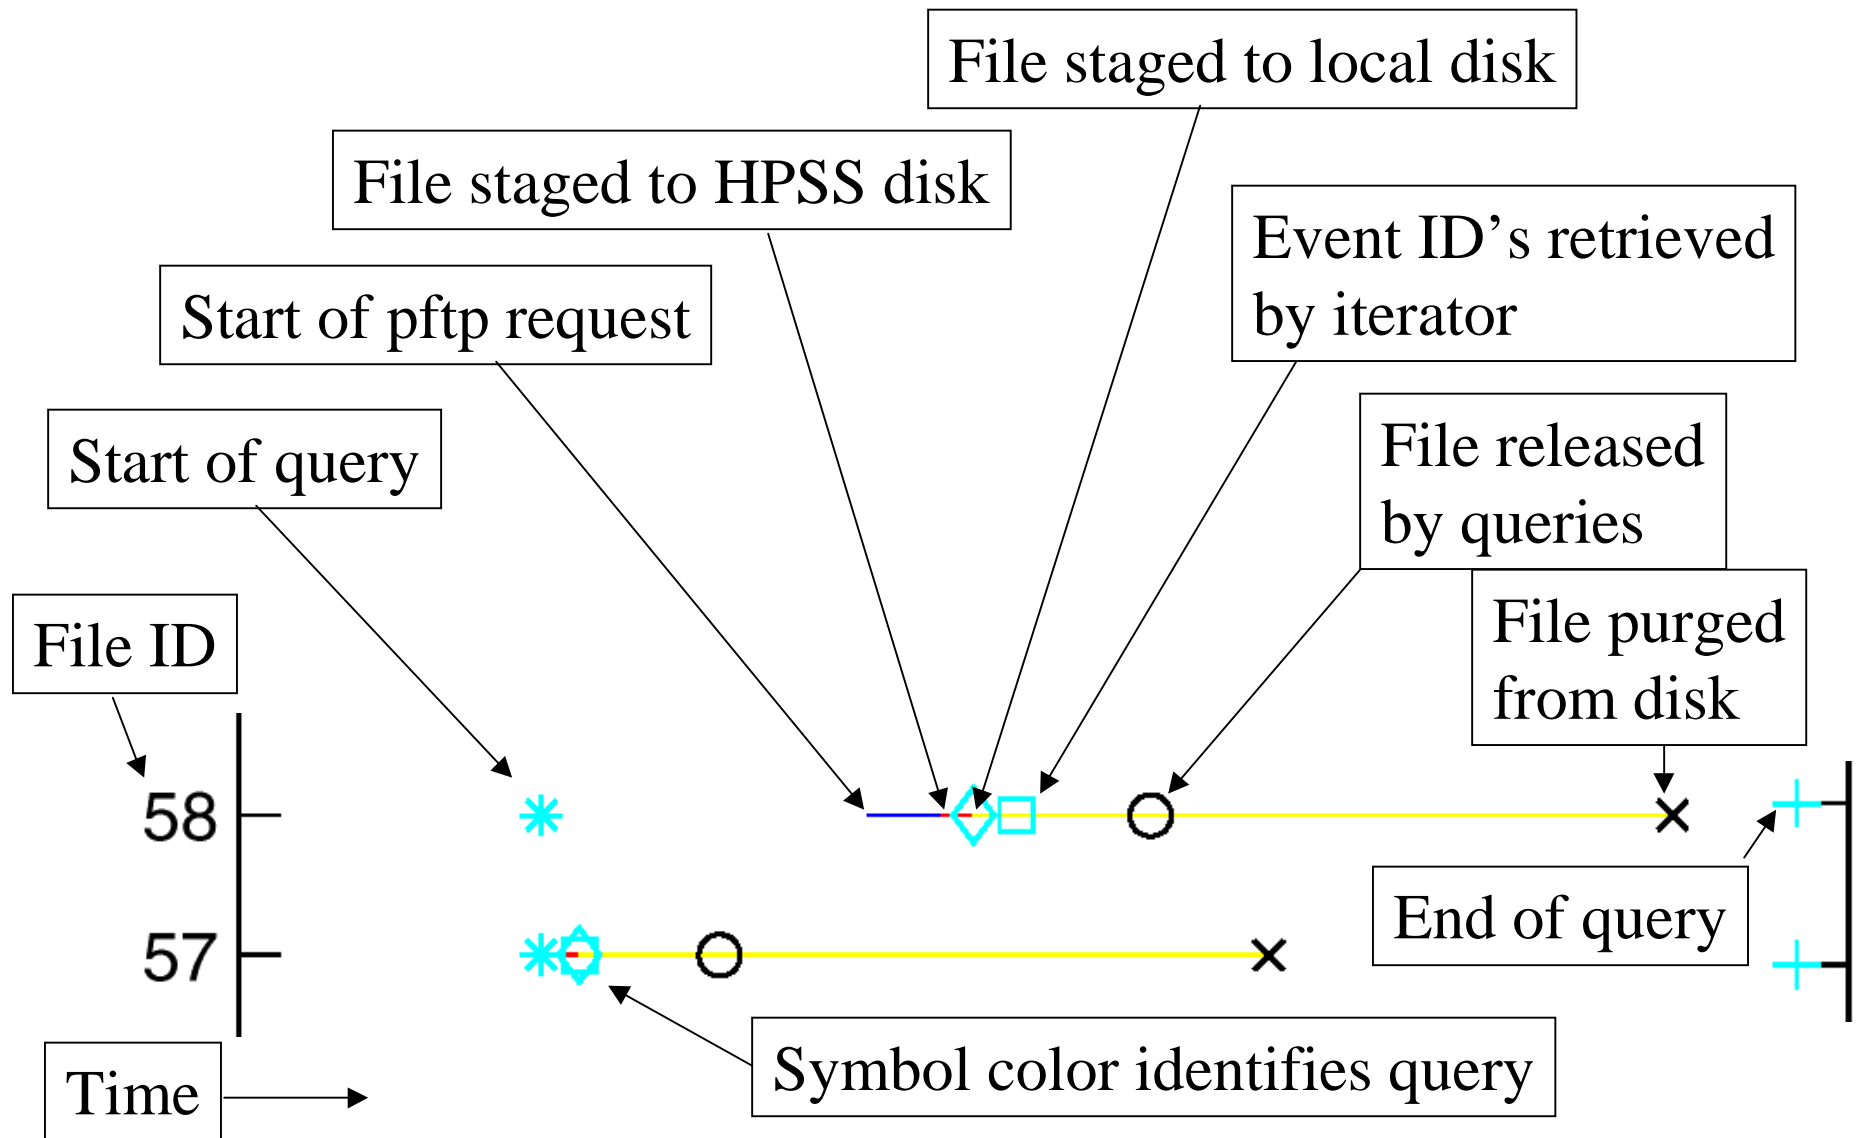 File staged to local disk
File staged to HPSS disk
Event ID’s retrieved
by iterator
Start of pftp request
File released
by queries
Start of query
File purged
from disk
File ID
58
End of query
57
Symbol color identifies query
Time